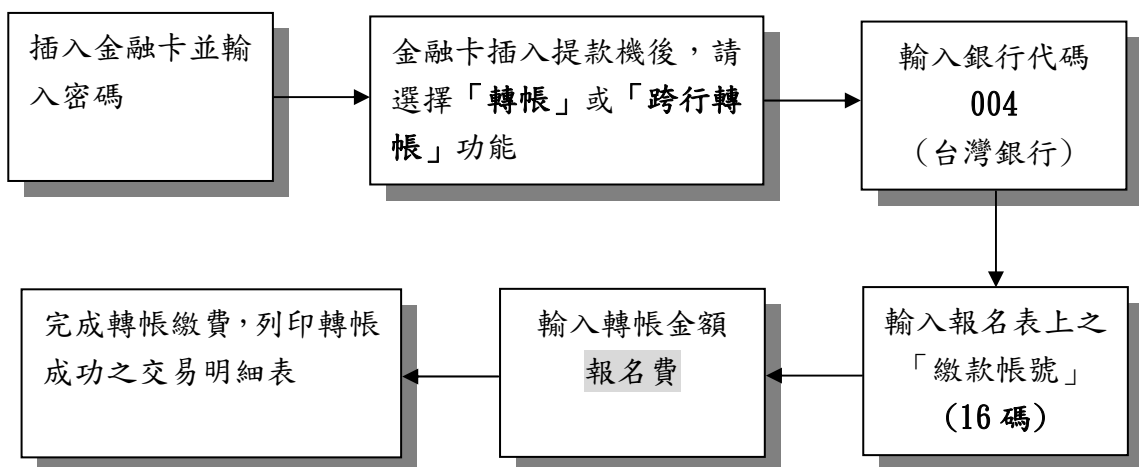 插入金融卡並輸
入密碼
金融卡插入提款機後，請
選擇「轉帳」或「跨行轉
帳」功能
輸入銀行代碼
004
（台灣銀行）
輸入報名表上之
「繳款帳號」
(16 碼)
輸入轉帳金額
報名費
完成轉帳繳費，列印轉帳
成功之交易明細表